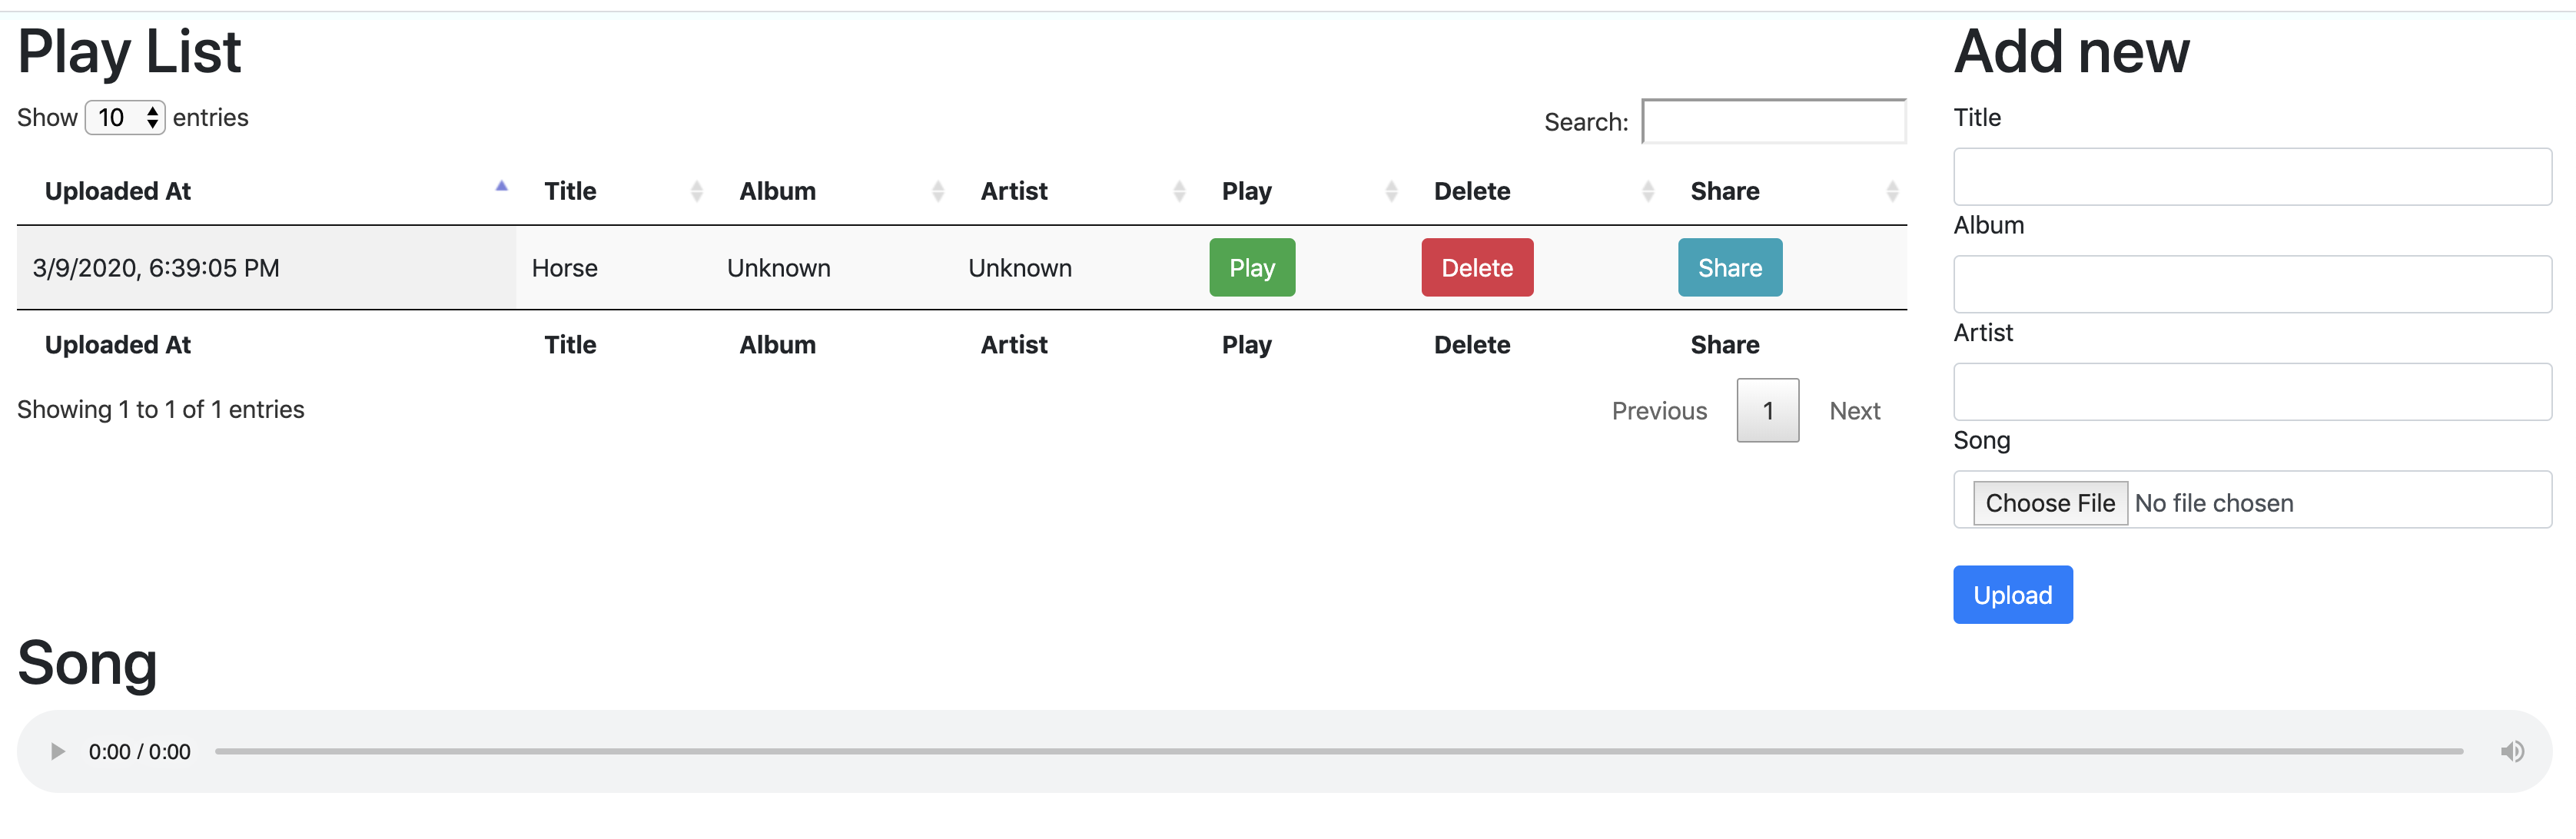 Play List
Show 10 entries
Search:
Uploaded At Title Album Artist Play Delete Share
3/9/2020, 6:39:05 PM Horse Unknown Unknown Play Delete Share
Uploaded At Title Album Artist Play Delete Share
Showing 1 to 1 of 1 entries
Previous 1 Next
Add new
Title
Album
Artist
Song
Choose File No file chosen
Upload
Song
0:00 / 0:00